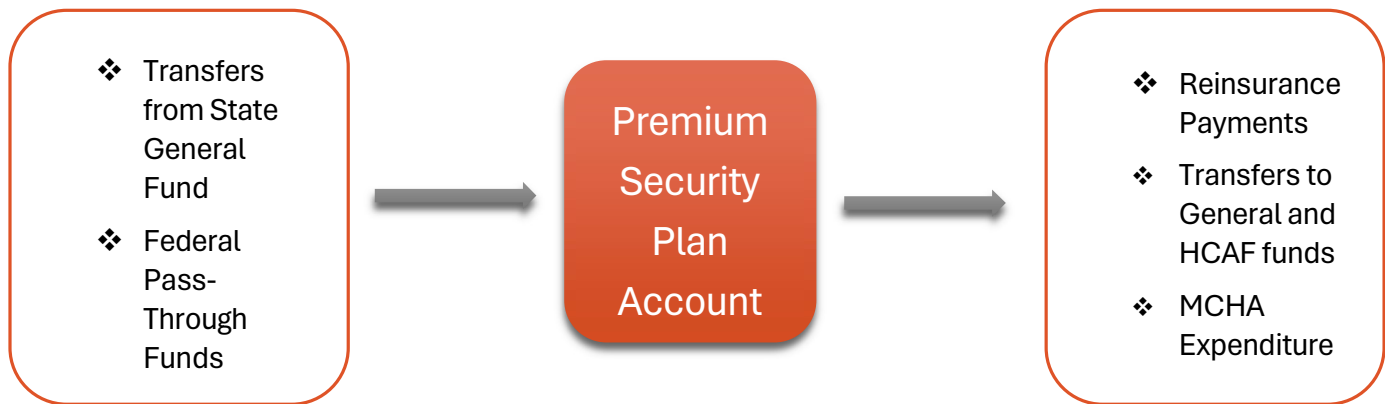 ❖ Transfers
from State
General
Fund
❖ Federal
Pass-
Through
Funds
Premium
Security
Plan
Account
❖ Reinsurance
Payments
❖ Transfers to
General and
HCAF funds
❖ MCHA
Expenditure